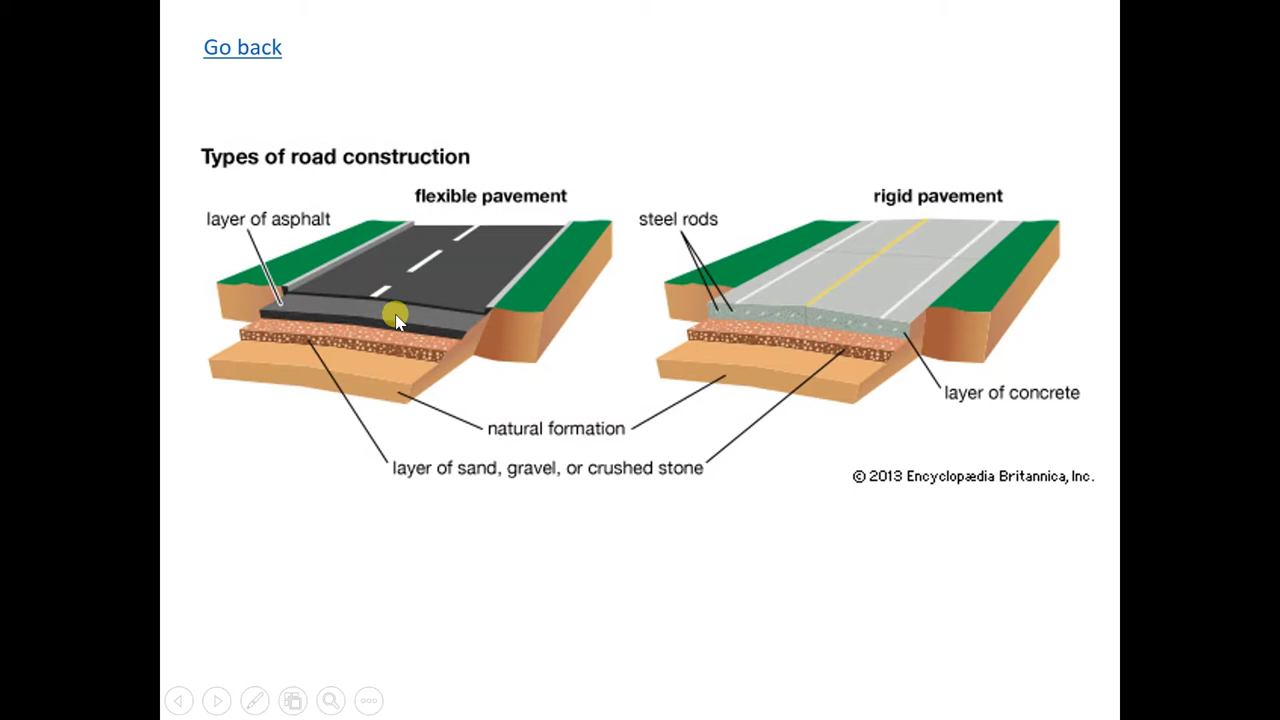 Go back
Types of road construction
flexible pavement
rigid pavement
layer of asphalt
steel rods
layer of concrete
natural formation
layer of sand, gravel, or crushed stone
© 2013 Encyclopædia Britannica, Inc.